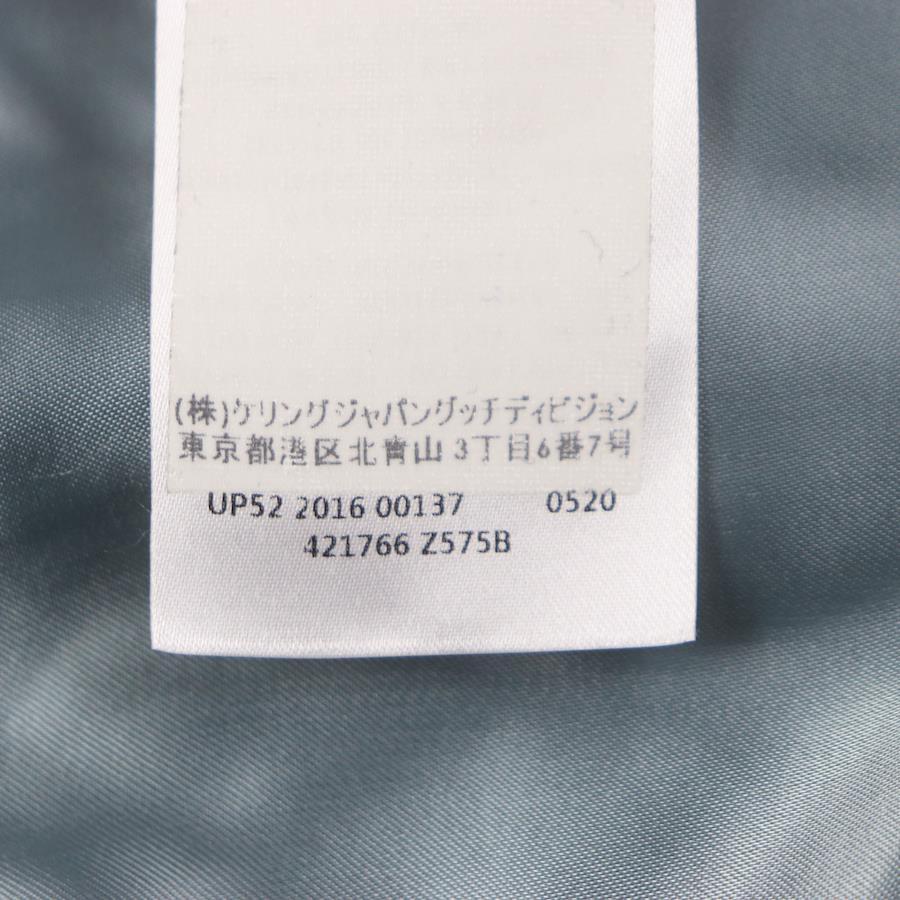 (株)ケリングジャパングッチディビジョン
東京都港区北青山 3丁目6番7号
UP52 2016 00137 0520
421766 Z575B